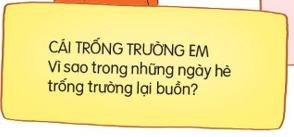 CÁI TRỐNG TRƯỜNG EM
Vì sao trong những ngày hè
trống trường lại buồn?